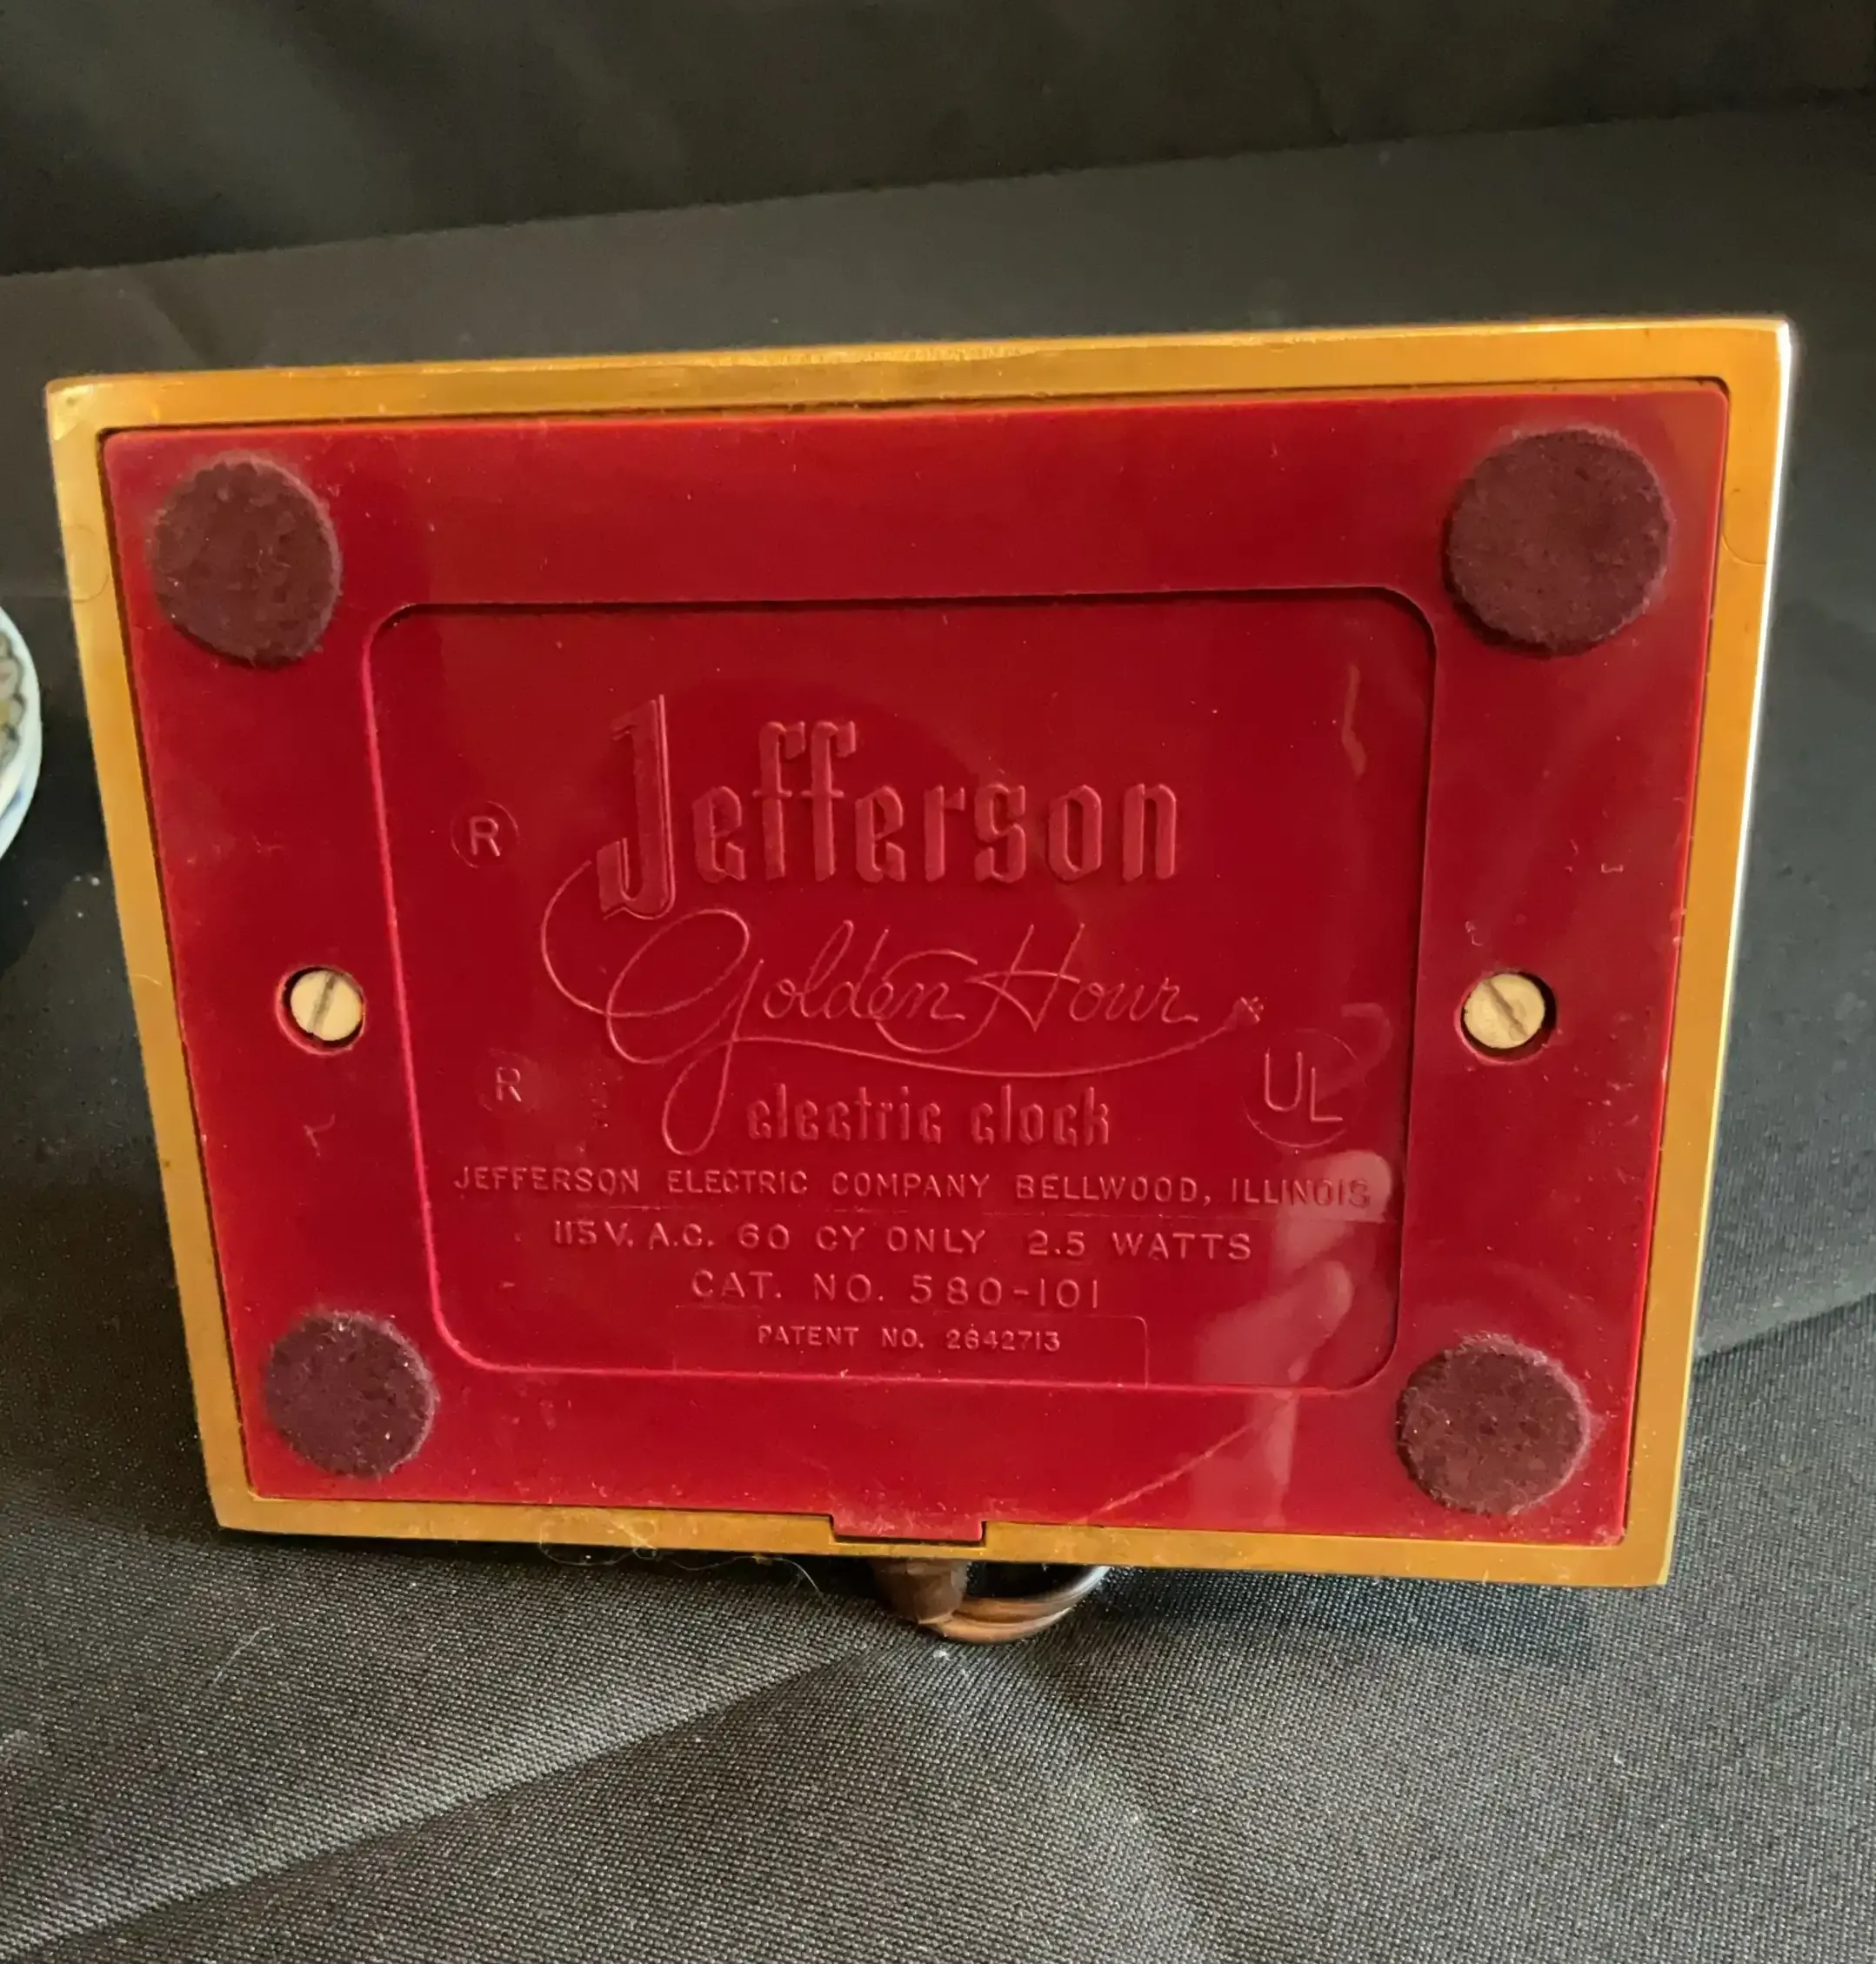 Jefferson
®
Golden Hour
R
UL
electric clock
JEFFERSON ELECTRIC COMPANY BELLWOOD, ILLINOIS
115 V. A.C. 60 CY ONLY 2.5 WATTS
CAT. NO. 580-101
PATENT NO. 2642713